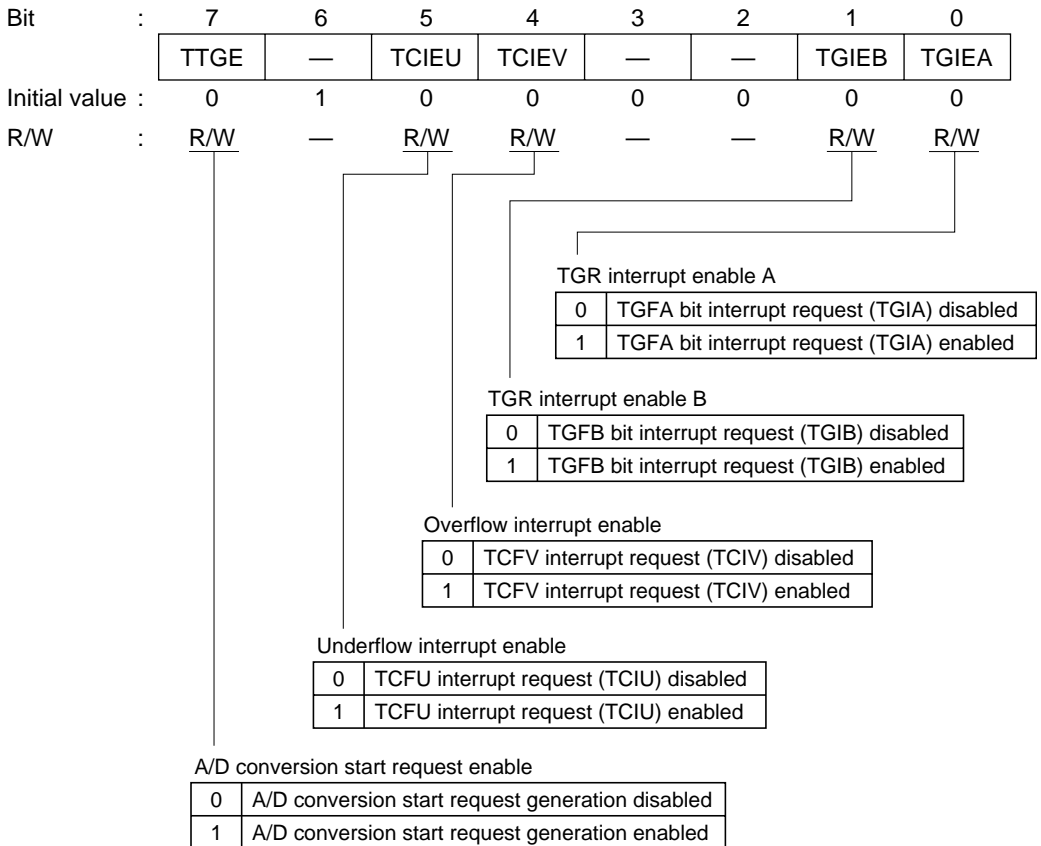 Bit : 7 6 5 4 3 2 1 0
TTGE — TCIEU TCIEV — — TGIEB TGIEA
Initial value : 0 1 0 0 0 0 0 0
R/W : R/W — R/W R/W — — R/W R/W
TGR interrupt enable A
0 TGFA bit interrupt request (TGIA) disabled
1 TGFA bit interrupt request (TGIA) enabled
TGR interrupt enable B
0 TGFB bit interrupt request (TGIB) disabled
1 TGFB bit interrupt request (TGIB) enabled
Overflow interrupt enable
0 TCFV interrupt request (TCIV) disabled
1 TCFV interrupt request (TCIV) enabled
Underflow interrupt enable
0 TCFU interrupt request (TCIU) disabled
1 TCFU interrupt request (TCIU) enabled
A/D conversion start request enable
0 A/D conversion start request generation disabled
1 A/D conversion start request generation enabled